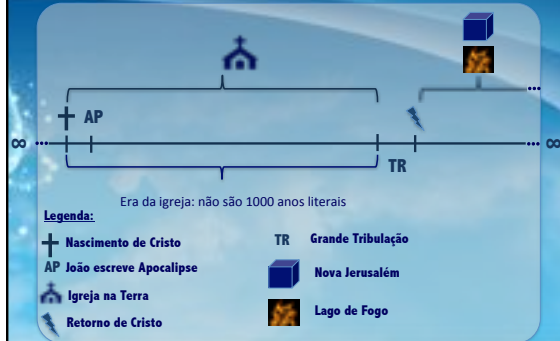 AP
∞
∞
TR
Era da igreja: não são 1000 anos literais
Legenda:
Nascimento de Cristo
AP João escreve Apocalipse
Igreja na Terra
Retorno de Cristo
TR Grande Tribulação
Nova Jerusalém
Lago de Fogo